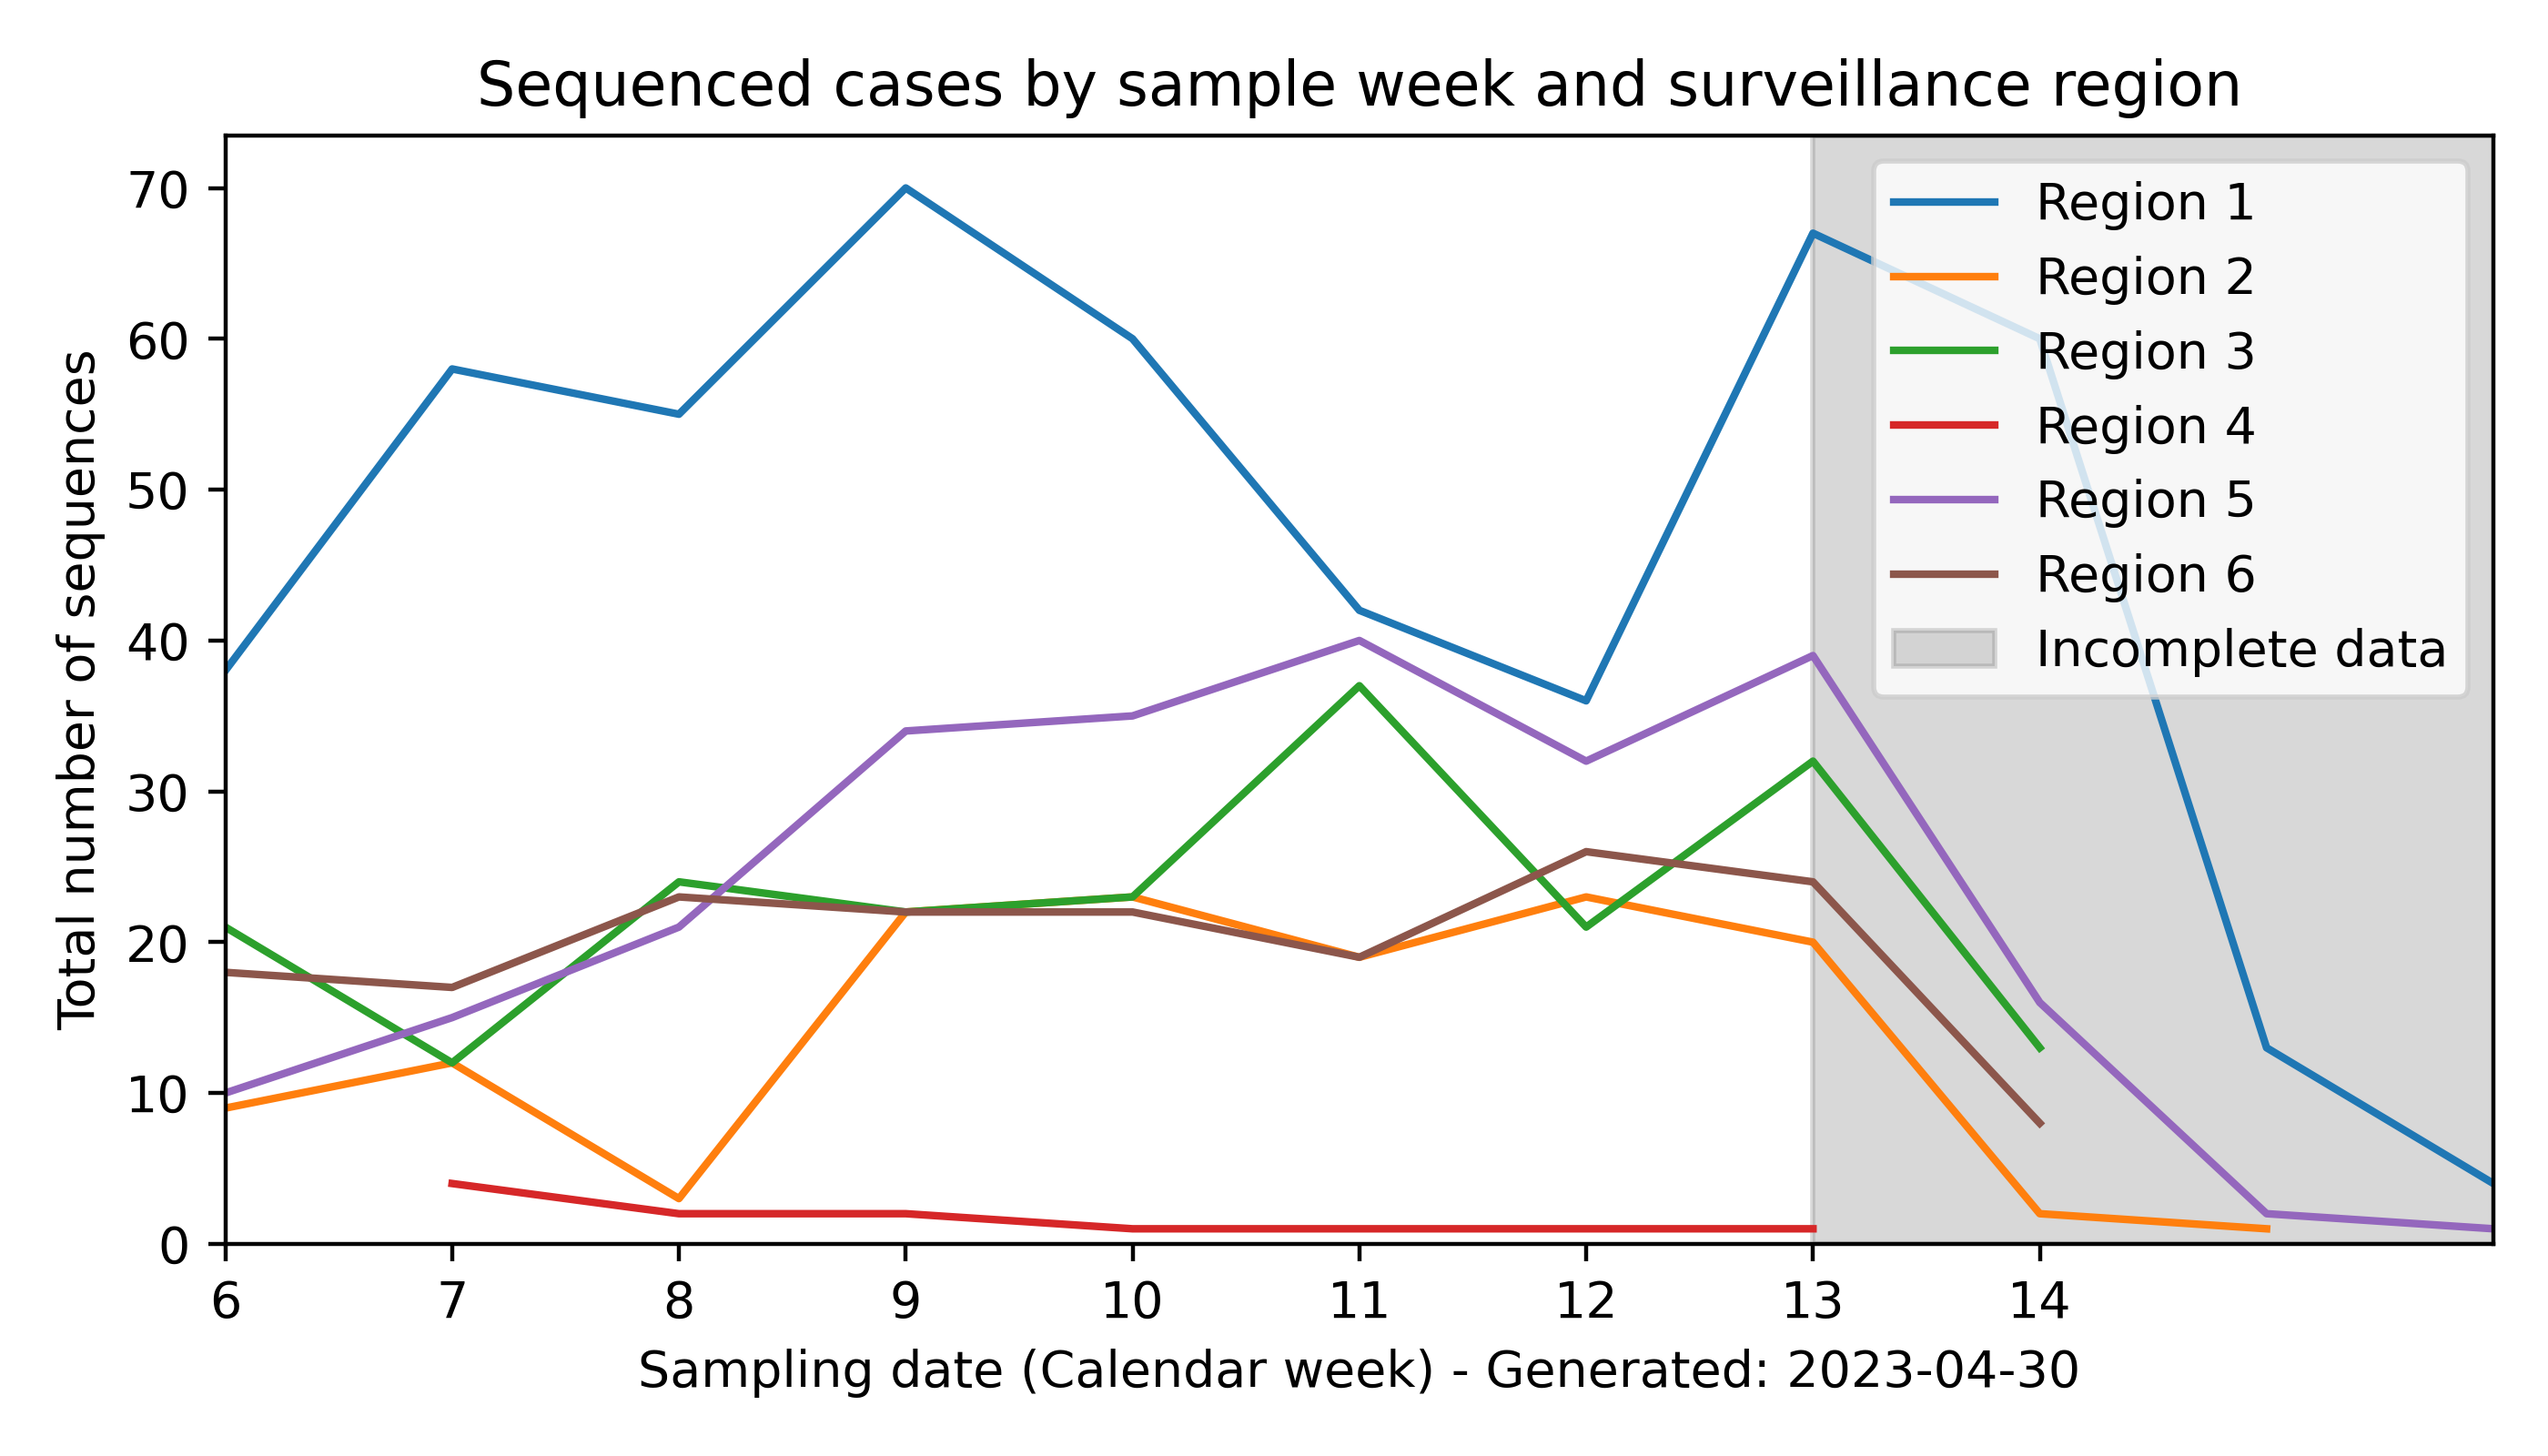 Sequenced cases by sample week and surveillance region
Total number of sequences
70
60
50
40
30
20
10
0
Region 1
Region 2
Region 3
Region 4
Region 5
Region 6
Incomplete data
6 7 8 9 10 11 12 13 14
Sampling date (Calendar week) - Generated: 2023-04-30